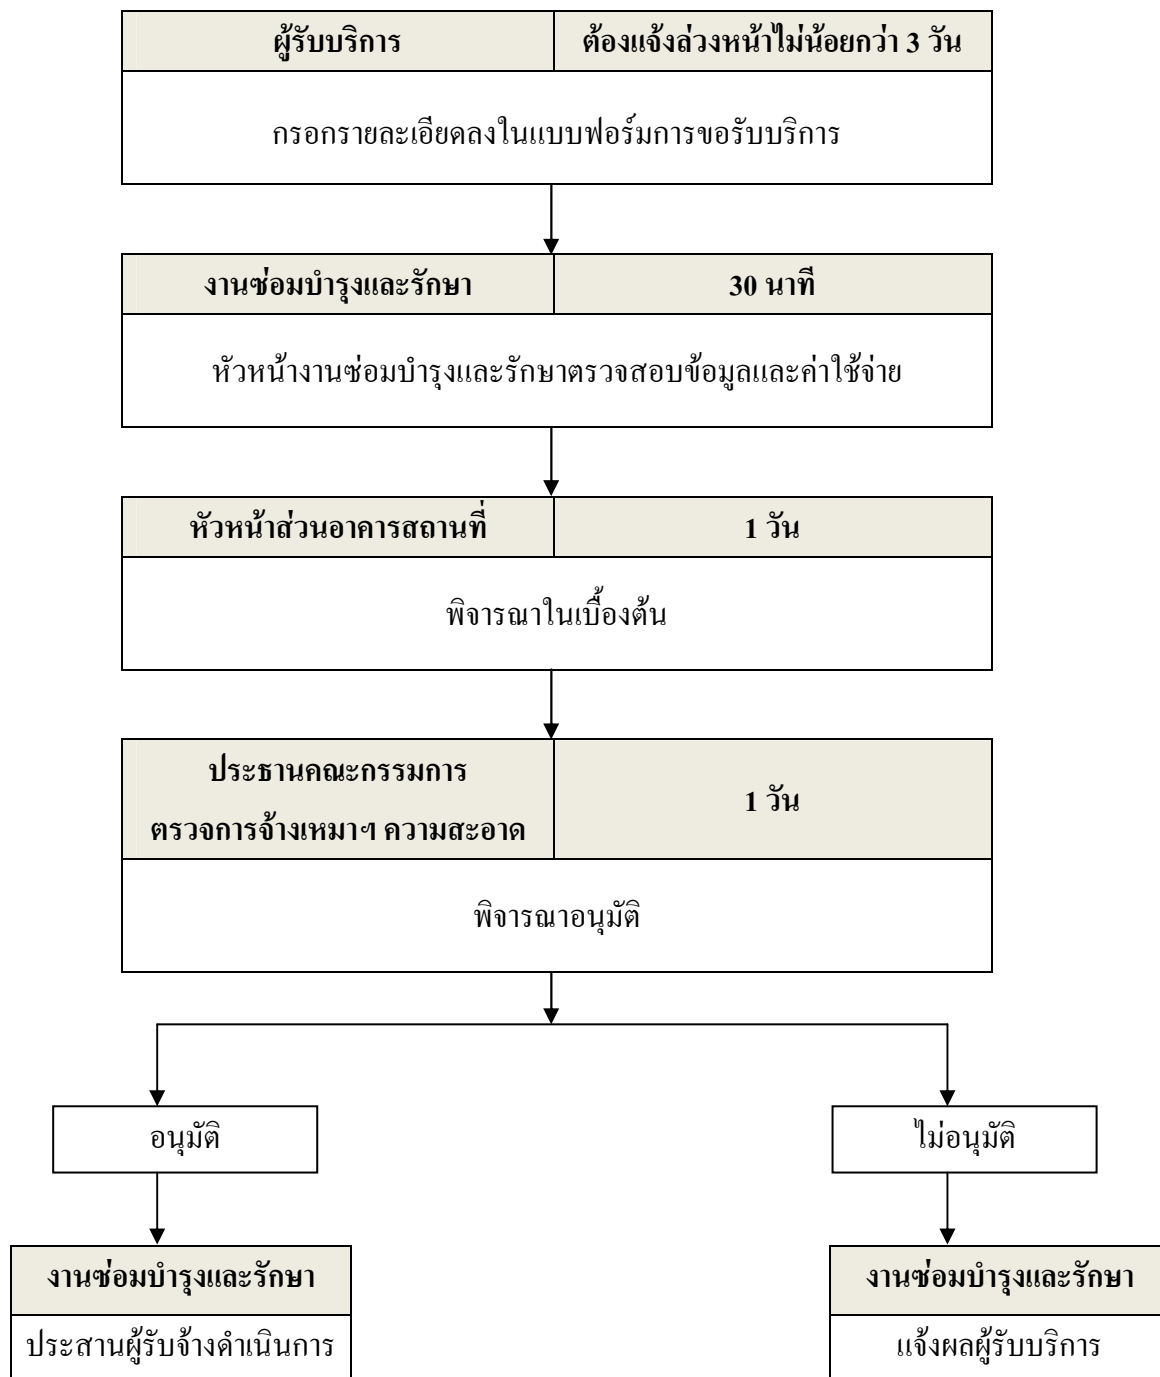 ผู้รับบริการ
ต้องแจ้งล่วงหน้าไม่น้อยกว่า 3 วัน
กรอกรายละเอียดลงในแบบฟอร์มการขอรับบริการ
งานซ่อมบำรุงและรักษา
30 นาที
หัวหน้างานซ่อมบำรุงและรักษาตรวจสอบข้อมูลและค่าใช้จ่าย
หัวหน้าส่วนอาคารสถานที่
1 วัน
พิจารณาในเบื้องต้น
ประธานคณะกรรมการ
ตรวจการจ้างเหมาฯ ความสะอาด
1 วัน
พิจารณาอนุมัติ
อนุมัติ
ไม่อนุมัติ
งานซ่อมบำรุงและรักษา
ประสานผู้รับจ้างดำเนินการ
งานซ่อมบำรุงและรักษา
แจ้งผลผู้รับบริการ